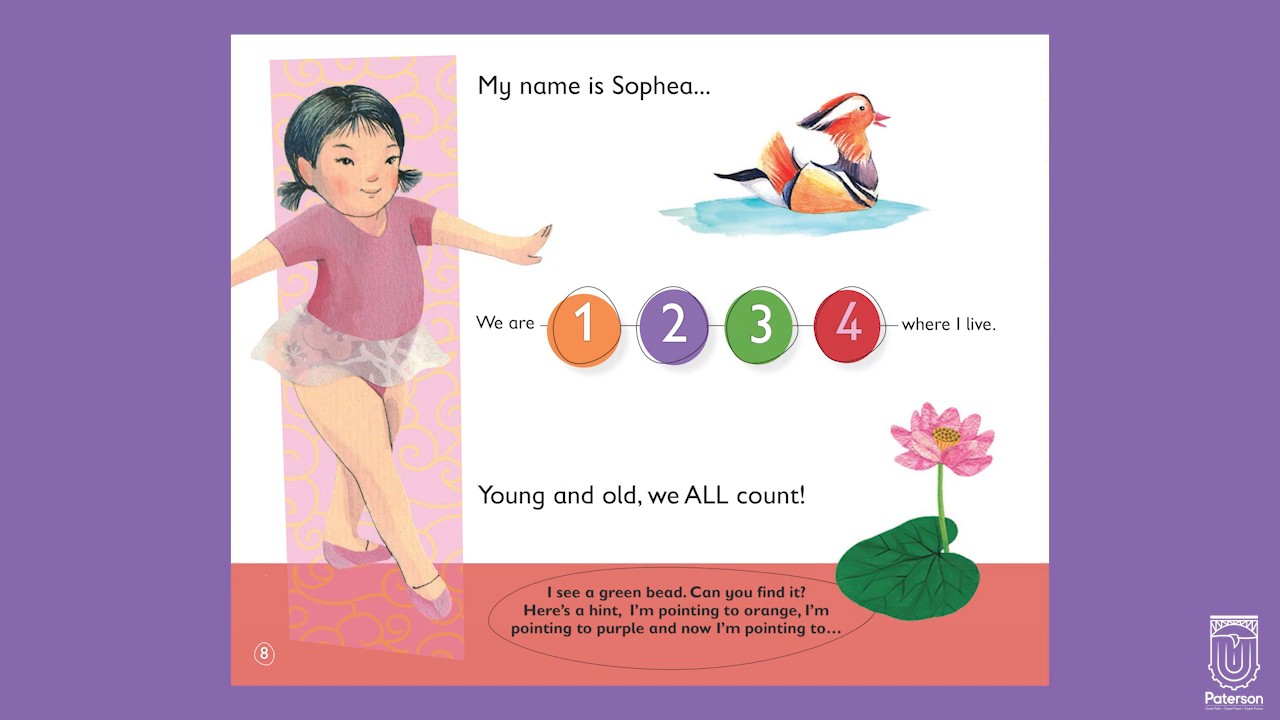 My name is Sophea...
We are 1 2 3 4 where I live.
Young and old, we ALL count!
I see a green bead. Can you find it?
Here's a hint, I'm pointing to orange, I'm
pointing to purple and now I'm pointing to...
8
Paterson